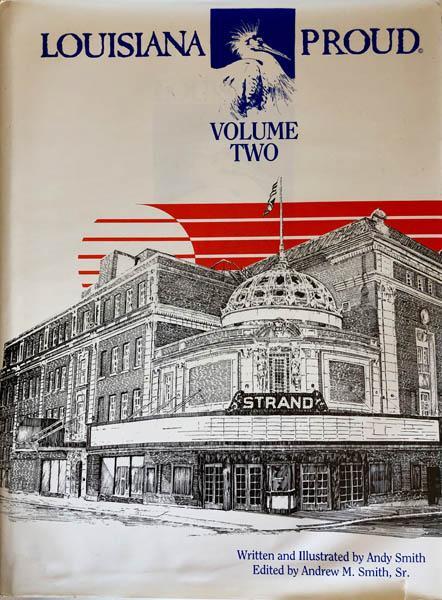 LOUISIANA PROUD©
VOLUME
TWO
STRAND
Written and Illustrated by Andy Smith
Edited by Andrew M. Smith, Sr.